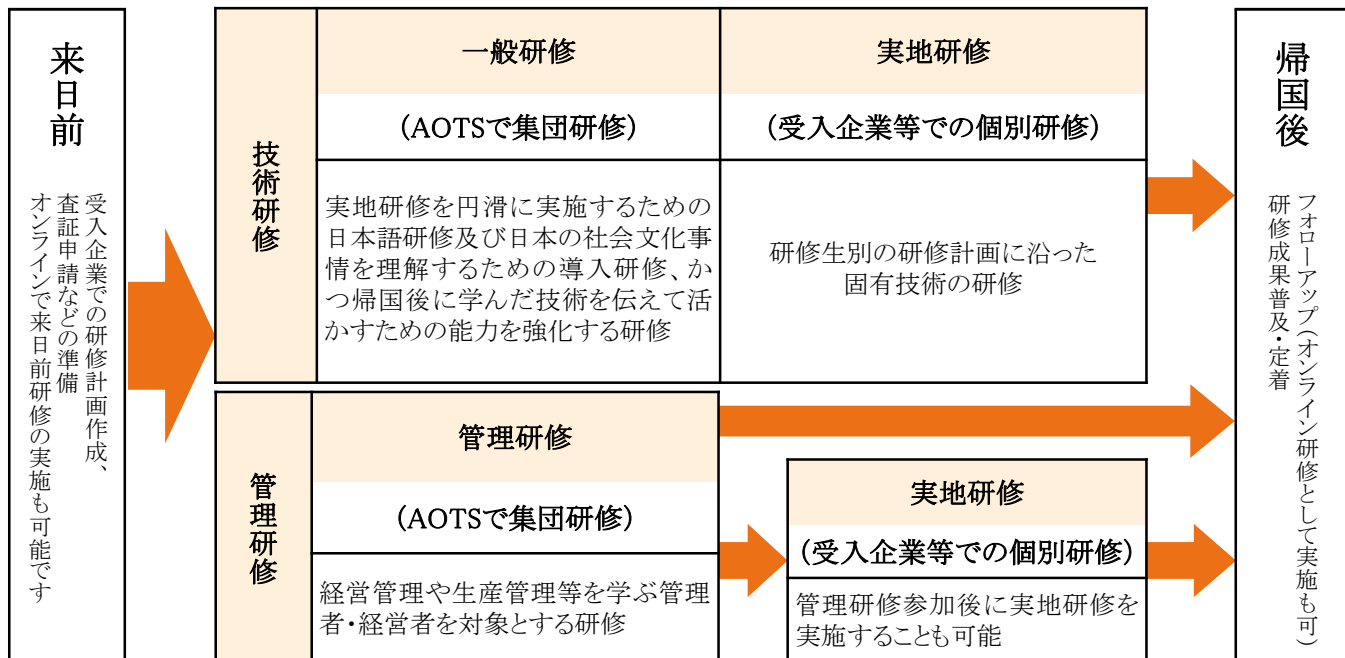 来日前
受入企業での研修計画作成、
査証申請などの準備
オンラインで来日前研修の実施も可能です
技術研修
一般研修
(AOTSで集団研修)
実地研修を円滑に実施するための
日本語研修及び日本の社会文化事
情を理解するための導入研修、か
つ帰国後に学んだ技術を伝えて活
かすための能力を強化する研修
実地研修
(受入企業等での個別研修)
研修生別の研修計画に沿った
固有技術の研修
管理研修
管理研修
(AOTSで集団研修)
経営管理や生産管理等を学ぶ管理
者・経営者を対象とする研修
実地研修
(受入企業等での個別研修)
管理研修参加後に実地研修を
実施することも可能
帰国後
フォローアップ(オンライン研修として実施も可)
研修成果普及・定着